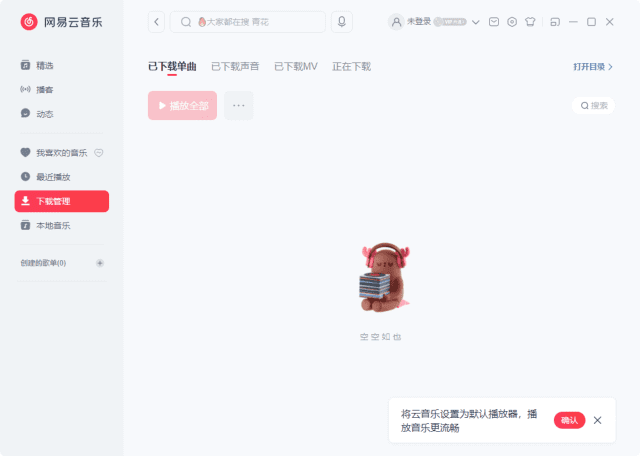 网易云音乐
大家都在搜 青花
未登录
精选
播客
动态
我喜欢的音乐
最近播放
下载管理
本地音乐
创建的歌单(0)
已下载单曲
已下载声音
已下载MV
正在下载
打开目录
播放全部
搜索
空空如也
将云音乐设置为默认播放器，播
放音乐更流畅
确认